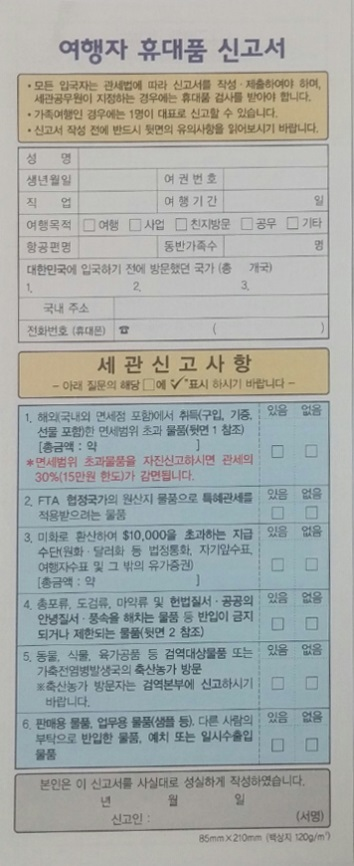 여행자 휴대품 신고서
• 모든 입국자는 관세법에 따라 신고서를 작성·제출하여야 하며,
세관공무원이 지정하는 경우에는 휴대품 검사를 받아야 합니다.
• 가족여행인 경우에는 1명이 대표로 신고할 수 있습니다.
• 신고서 작성 전에 반드시 뒷면의 유의사항을 읽어보시기 바랍니다.
성 명
생년월일 여권번호
직 업 여행기간 일
여행목적 □ 여행 □ 사업 □ 친지방문 □ 공무 □ 기타
항공편명 동반가족수 명
대한민국에 입국하기 전에 방문했던 국가 (총 개국)
1. 2. 3.
국내 주소
전화번호 (휴대폰) ☎ ( )
세관신고사항
- 아래 질문의 해당 □에 "✓"표시 하시기 바랍니다 -
1. 해외(국내외 면세점 포함)에서 취득(구입, 기증, 있음 없음
선물 포함)한 면세범위 초과 물품(뒷면 1 참조)
[총금액 : 약 ] □ □
*면세범위 초과물품을 자진신고하시면 관세의
30%(15만원 한도)가 감면됩니다.
2. FTA 협정국가의 원산지 물품으로 특혜관세를 있음 없음
적용받으려는 물품 □ □
3. 미화로 환산하여 $10,000을 초과하는 지급 있음 없음
수단(원화·달러화 등 법정통화, 자기앞수표,
여행자수표 및 그 밖의 유가증권) □ □
[총금액 : 약 ]
4. 총포류, 도검류, 마약류 및 헌법질서·공공의 있음 없음
안녕질서·풍속을 해치는 물품 등 반입이 금지
되거나 제한되는 물품(뒷면 2 참조) □ □
5. 동물, 식물, 육가공품 등 검역대상물품 또는 있음 없음
가축전염병발생국의 축산농가 방문
※축산농가 방문자는 검역본부에 신고하시기 □ □
바랍니다.
6. 판매용 물품, 업무용 물품(샘플 등), 다른 사람의 있음 없음
부탁으로 반입한 물품, 예치 또는 일시수출입 □ □
물품
본인은 이 신고서를 사실대로 성실하게 작성하였습니다.
년 월 일
신고인 : (서명)
85mm×210mm (백상지 120g/m²)